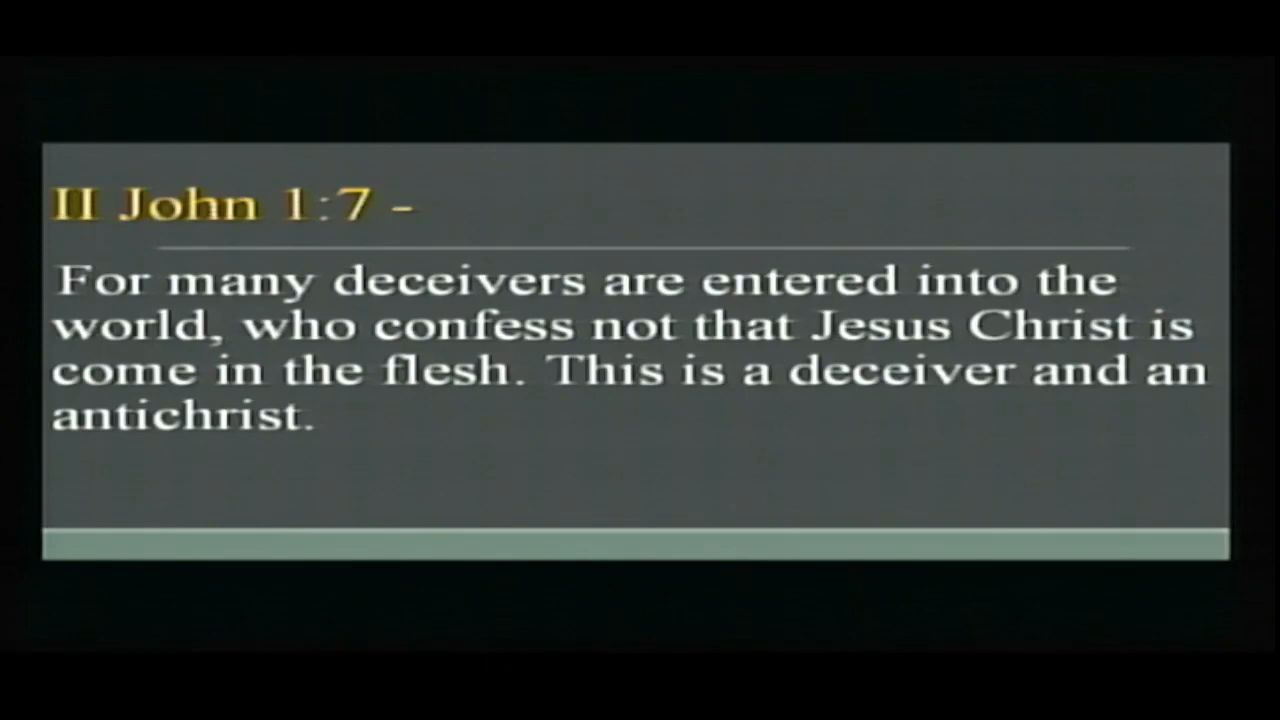 II John 1:7 -
For many deceivers are entered into the
world, who confess not that Jesus Christ is
come in the flesh. This is a deceiver and an
antichrist.